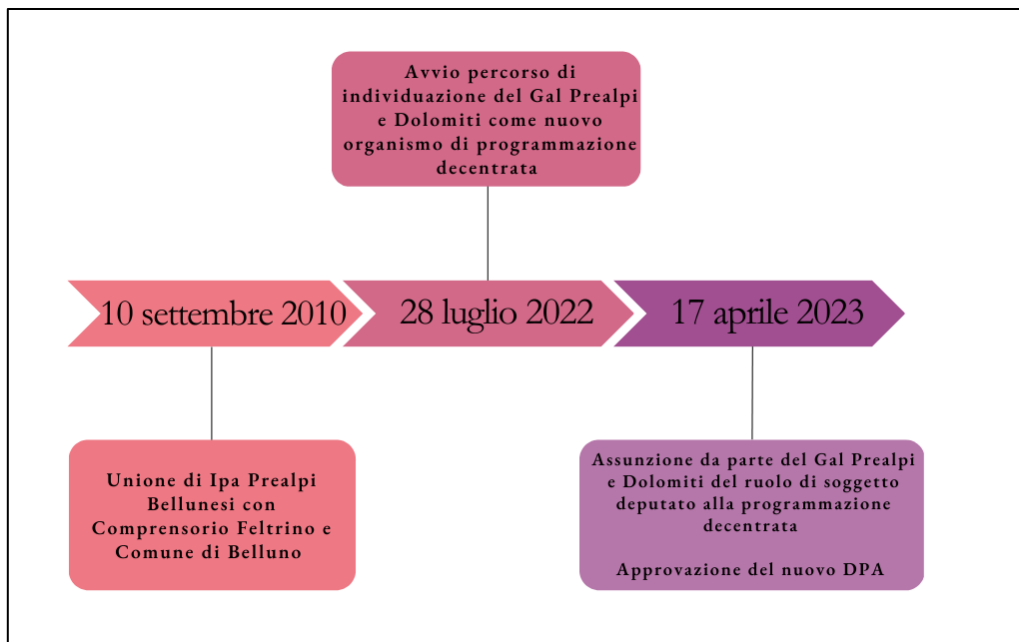 Avvio percorso di
individuazione del Gal Prealpi
e Dolomiti come nuovo
organismo di programmazione
decentrata
10 settembre 2010
28 luglio 2022
17 aprile 2023
Unione di Ipa Prealpi
Bellunesi con
Comprensorio Feltrino e
Comune di Belluno
Assunzione da parte del Gal Prealpi
e Dolomiti del ruolo di soggetto
deputato alla programmazione
decentrata
Approvazione del nuovo DPA